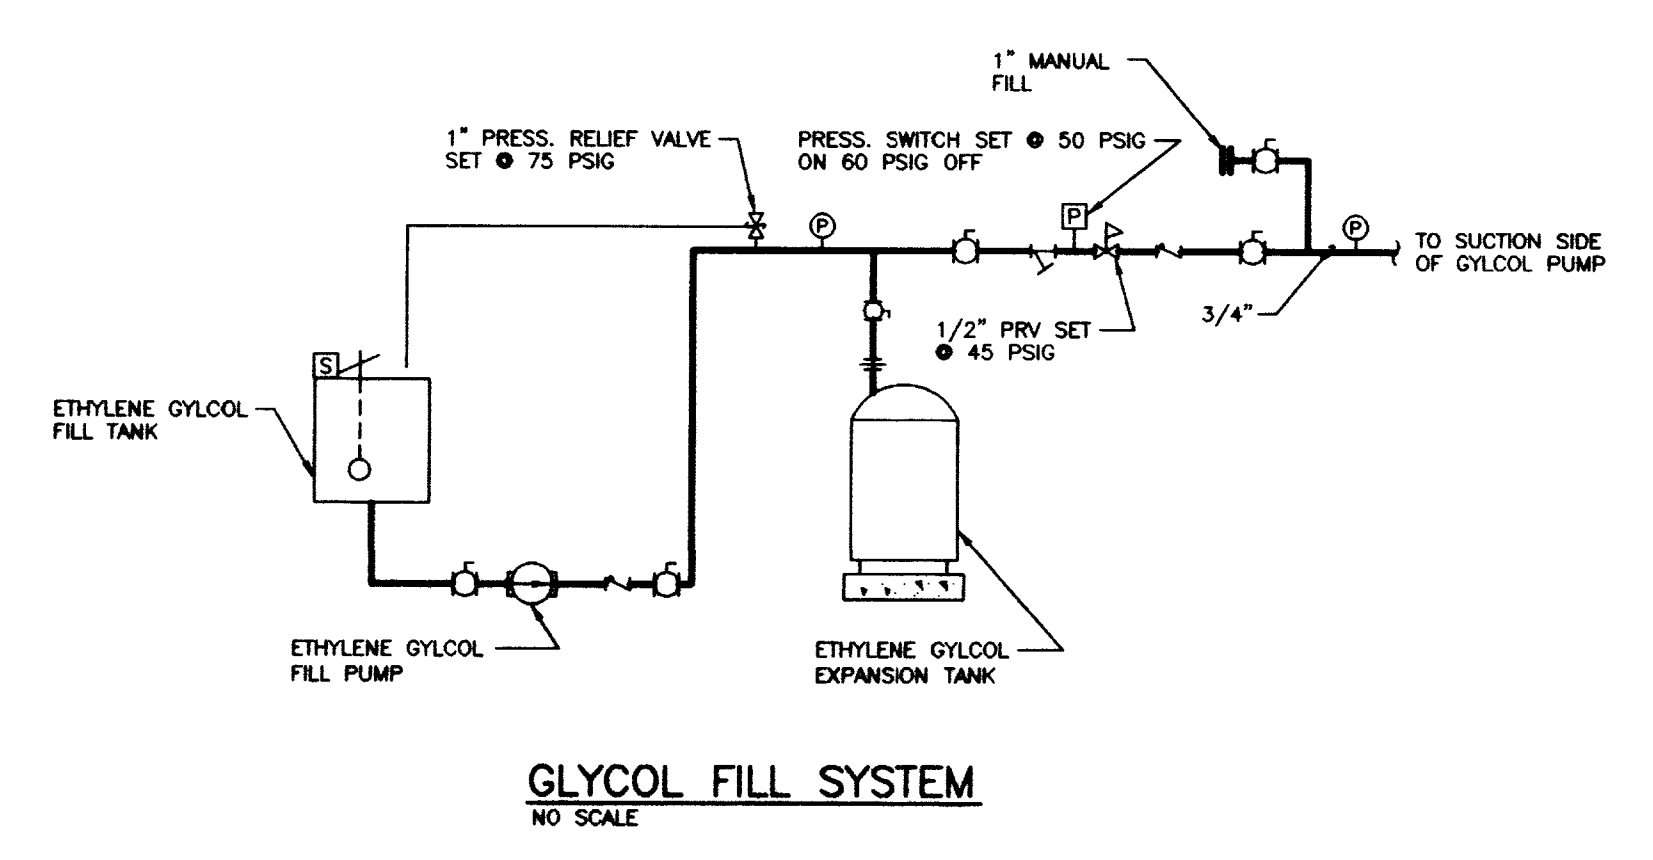 1" MANUAL
FILL
1" PRESS. RELIEF VALVE
SET @ 75 PSIG
PRESS. SWITCH SET @ 50 PSIG
ON 60 PSIG OFF
P
P
P
TO SUCTION SIDE
OF GYLCOL PUMP
3/4"
1/2" PRV SET
@ 45 PSIG
S
ETHYLENE GYLCOL
FILL TANK
ETHYLENE GYLCOL
FILL PUMP
ETHYLENE GYLCOL
EXPANSION TANK
GLYCOL FILL SYSTEM
NO SCALE